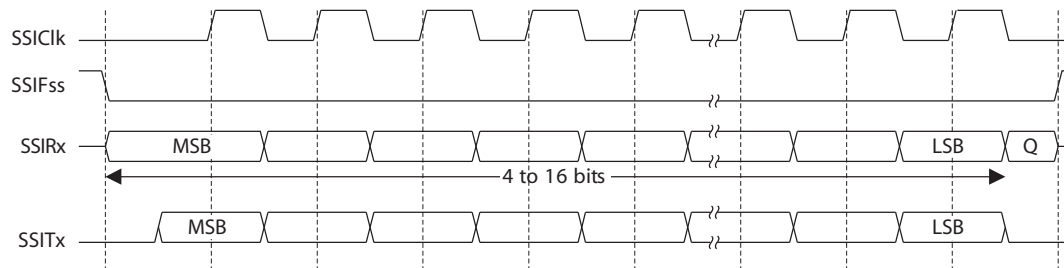 SSIClk
SSIFss
SSIRx MSB LSB Q
4 to 16 bits
SSITx MSB LSB